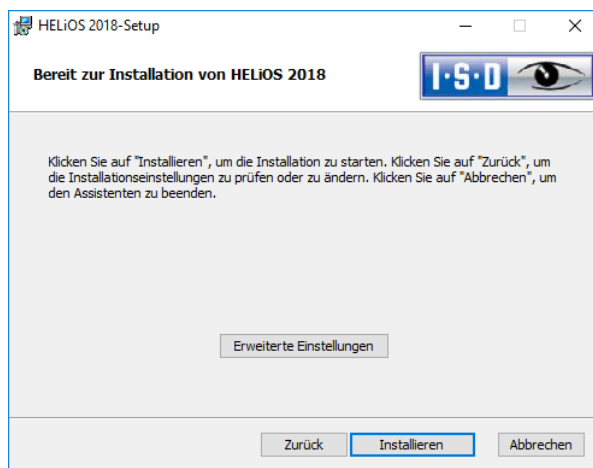 HELiOS 2018-Setup
Bereit zur Installation von HELiOS 2018
I·S·D
Klicken Sie auf "Installieren", um die Installation zu starten. Klicken Sie auf "Zurück", um
die Installationseinstellungen zu prüfen oder zu ändern. Klicken Sie auf "Abbrechen", um
den Assistenten zu beenden.
Erweiterte Einstellungen
Zurück Installieren Abbrechen